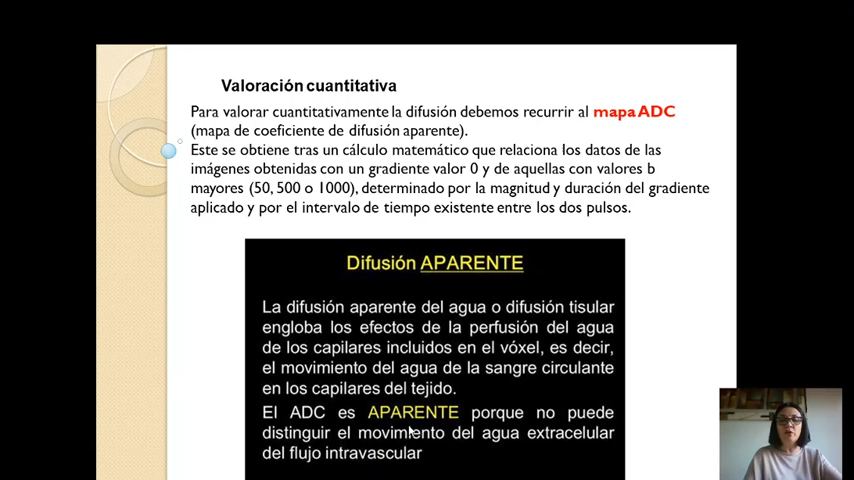 Valoración cuantitativa
Para valorar cuantitativamente la difusión debemos recurrir al mapa ADC
(mapa de coeficiente de difusión aparente).
Este se obtiene tras un cálculo matemático que relaciona los datos de las
imágenes obtenidas con un gradiente valor 0 y de aquellas con valores b
mayores (50, 500 o 1000), determinado por la magnitud y duración del gradiente
aplicado y por el intervalo de tiempo existente entre los dos pulsos.
Difusión APARENTE
La difusión aparente del agua o difusión tisular
engloba los efectos de la perfusión del agua
de los capilares incluidos en el vóxel, es decir,
el movimiento del agua de la sangre circulante
en los capilares del tejido.
El ADC es APARENTE porque no puede
distinguir el movimiento del agua extracelular
del flujo intravascular